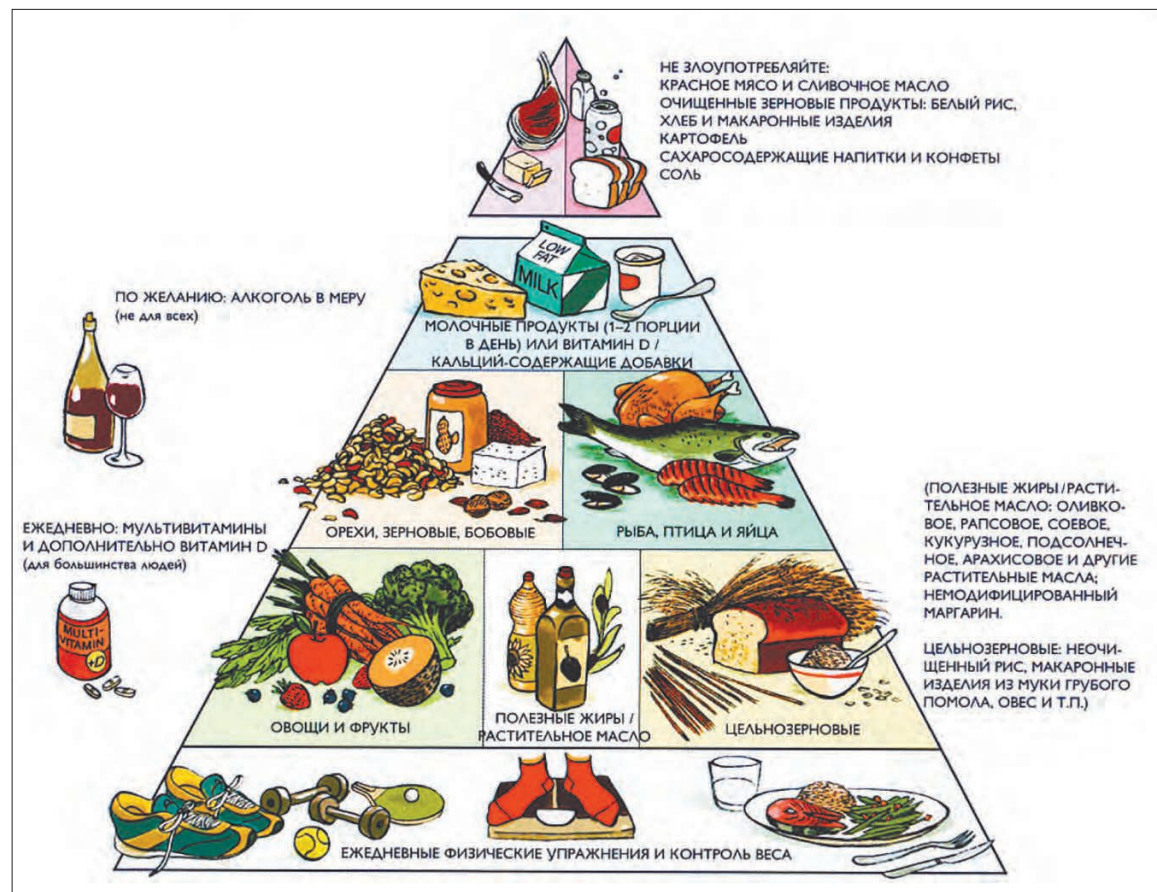 НЕ ЗЛОУПОТРЕБЛЯЙТЕ:
КРАСНОЕ МЯСО И СЛИВОЧНОЕ МАСЛО
ОЧИЩЕННЫЕ ЗЕРНОВЫЕ ПРОДУКТЫ: БЕЛЫЙ РИС,
ХЛЕБ И МАКАРОННЫЕ ИЗДЕЛИЯ
КАРТОФЕЛЬ
САХАРОСОДЕРЖАЩИЕ НАПИТКИ И КОНФЕТЫ
СОЛЬ
LOW
FAT
MILK
МОЛОЧНЫЕ ПРОДУКТЫ (1–2 ПОРЦИИ
В ДЕНЬ) ИЛИ ВИТАМИН D /
КАЛЬЦИЙ-СОДЕРЖАЩИЕ ДОБАВКИ
ПО ЖЕЛАНИЮ: АЛКОГОЛЬ В МЕРУ
(не для всех)
ОРЕХИ, ЗЕРНОВЫЕ, БОБОВЫЕ
РЫБА, ПТИЦА И ЯЙЦА
ЕЖЕДНЕВНО: МУЛЬТИВИТАМИНЫ
И ДОПОЛНИТЕЛЬНО ВИТАМИН D
(для большинства людей)
MULTI-
VITAMIN
+D
ОВОЩИ И ФРУКТЫ
ПОЛЕЗНЫЕ ЖИРЫ /
РАСТИТЕЛЬНОЕ МАСЛО
ЦЕЛЬНОЗЕРНОВЫЕ
(ПОЛЕЗНЫЕ ЖИРЫ/РАСТИ-
ТЕЛЬНОЕ МАСЛО: ОЛИВКО-
ВОЕ, РАПСОВОЕ, СОЕВОЕ,
КУКУРУЗНОЕ, ПОДСОЛНЕЧ-
НОЕ, АРАХИСОВОЕ И ДРУГИЕ
РАСТИТЕЛЬНЫЕ МАСЛА;
НЕМОДИФИЦИРОВАННЫЙ
МАРГАРИН.
ЦЕЛЬНОЗЕРНОВЫЕ: НЕОЧИ-
ЩЕННЫЙ РИС, МАКАРОННЫЕ
ИЗДЕЛИЯ ИЗ МУКИ ГРУБОГО
ПОМОЛА, ОВЕС И Т.П.)
ЕЖЕДНЕВНЫЕ ФИЗИЧЕСКИЕ УПРАЖНЕНИЯ И КОНТРОЛЬ ВЕСА